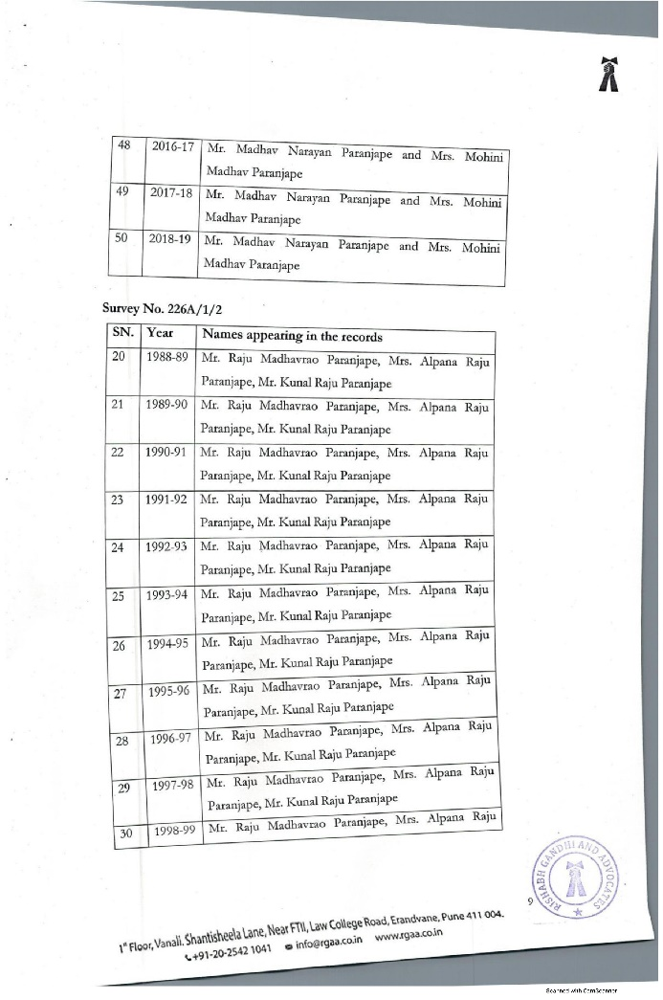 48 2016-17 Mr. Madhav Narayan Paranjape and Mrs. Mohini
Madhav Paranjape
49 2017-18 Mr. Madhav Narayan Paranjape and Mrs. Mohini
Madhav Paranjape
50 2018-19 Mr. Madhav Narayan Paranjape and Mrs. Mohini
Madhav Paranjape
Survey No. 226A/1/2
SN. Year Names appearing in the records
20 1988-89 Mr. Raju Madhavrao Paranjape, Mrs. Alpana Raju
Paranjape, Mr. Kunal Raju Paranjape
21 1989-90 Mr. Raju Madhavrao Paranjape, Mrs. Alpana Raju
Paranjape, Mr. Kunal Raju Paranjape
22 1990-91 Mr. Raju Madhavrao Paranjape, Mrs. Alpana Raju
Paranjape, Mr. Kunal Raju Paranjape
23 1991-92 Mr. Raju Madhavrao Paranjape, Mrs. Alpana Raju
Paranjape, Mr. Kunal Raju Paranjape
24 1992-93 Mr. Raju Madhavrao Paranjape, Mrs. Alpana Raju
Paranjape, Mr. Kunal Raju Paranjape
25 1993-94 Mr. Raju Madhavrao Paranjape, Mrs. Alpana Raju
Paranjape, Mr. Kunal Raju Paranjape
26 1994-95 Mr. Raju Madhavrao Paranjape, Mrs. Alpana Raju
Paranjape, Mr. Kunal Raju Paranjape
27 1995-96 Mr. Raju Madhavrao Paranjape, Mrs. Alpana Raju
Paranjape, Mr. Kunal Raju Paranjape
28 1996-97 Mr. Raju Madhavrao Paranjape, Mrs. Alpana Raju
Paranjape, Mr. Kunal Raju Paranjape
29 1997-98 Mr. Raju Madhavrao Paranjape, Mrs. Alpana Raju
Paranjape, Mr. Kunal Raju Paranjape
30 1998-99 Mr. Raju Madhavrao Paranjape, Mrs. Alpana Raju
RISHABH GANDHI AND ADVOCATES
9
1st Floor, Vanali. Shantisheela Lane, Near FTII, Law College Road, Erandvane, Pune 411 004.
+91-20-2542 1041 info@rgaa.co.in www.rgaa.co.in
Scanned with CamScanner